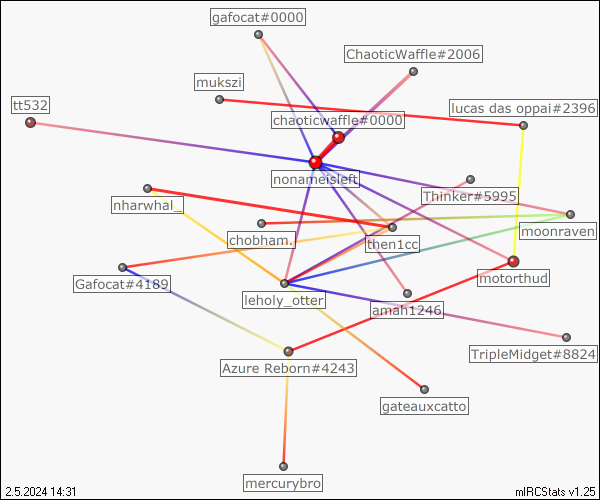 gafocat#0000
ChaoticWaffle#2006
mukszi
tt532
lucas das oppai#2396
chaoticwaffle#0000
nonameisleft
Thinker#5995
nharwhal_
moonraven
chobham.
then1cc
motorthud
Gafocat#4189
leholy_otter
amah1246
TripleMidget#8824
Azure Reborn#4243
gateauxcatto
mercurybro
2.5.2024 14:31
mIRCStats v1.25